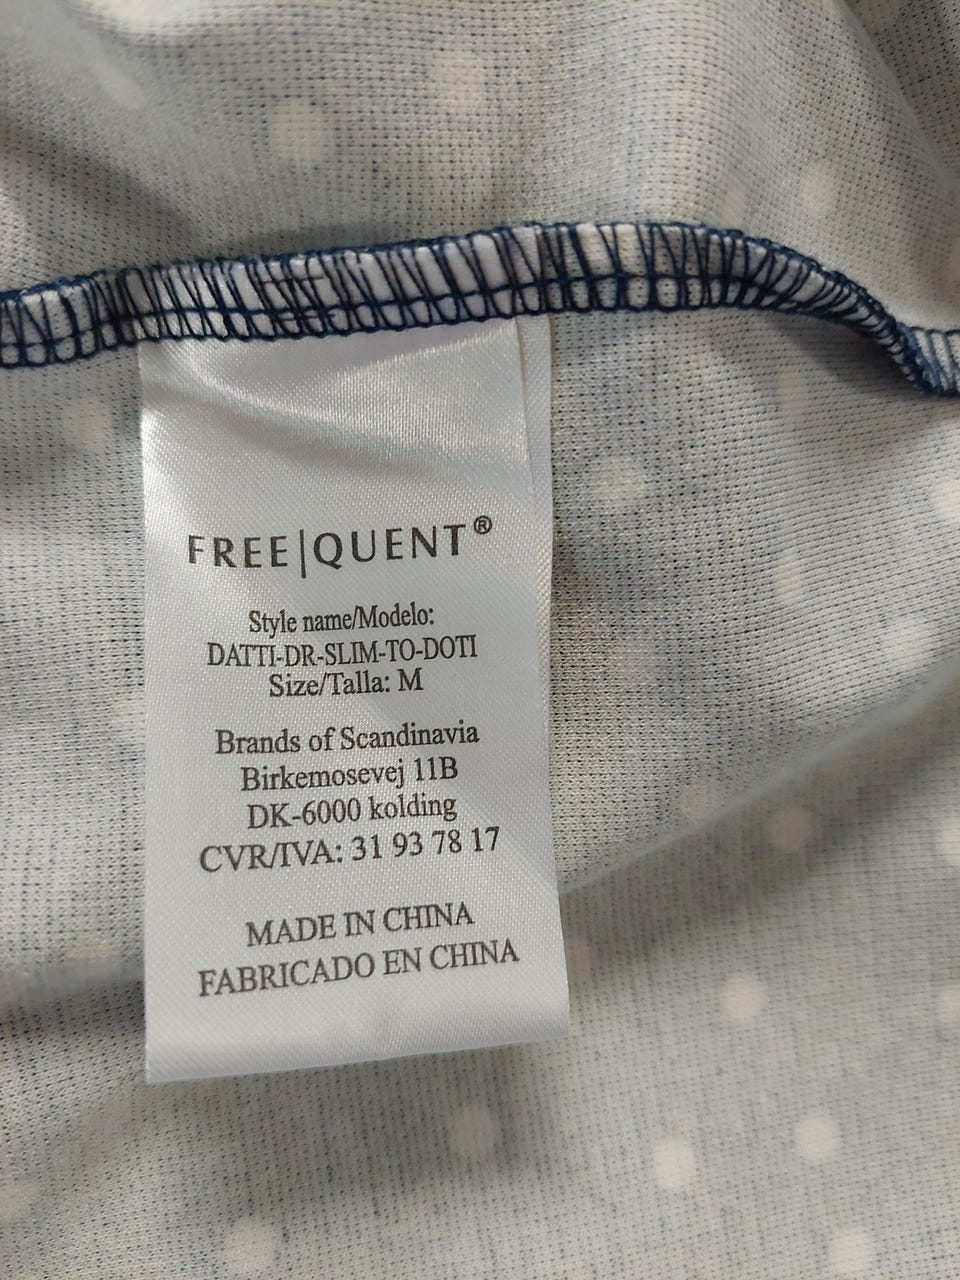 FREE|QUENT®
Style name/Modelo:
DATTI-DR-SLIM-TO-DOTI
Size/Talla: M
Brands of Scandinavia
Birkemosevej 11B
DK-6000 kolding
CVR/IVA: 31 93 78 17
MADE IN CHINA
FABRICADO EN CHINA